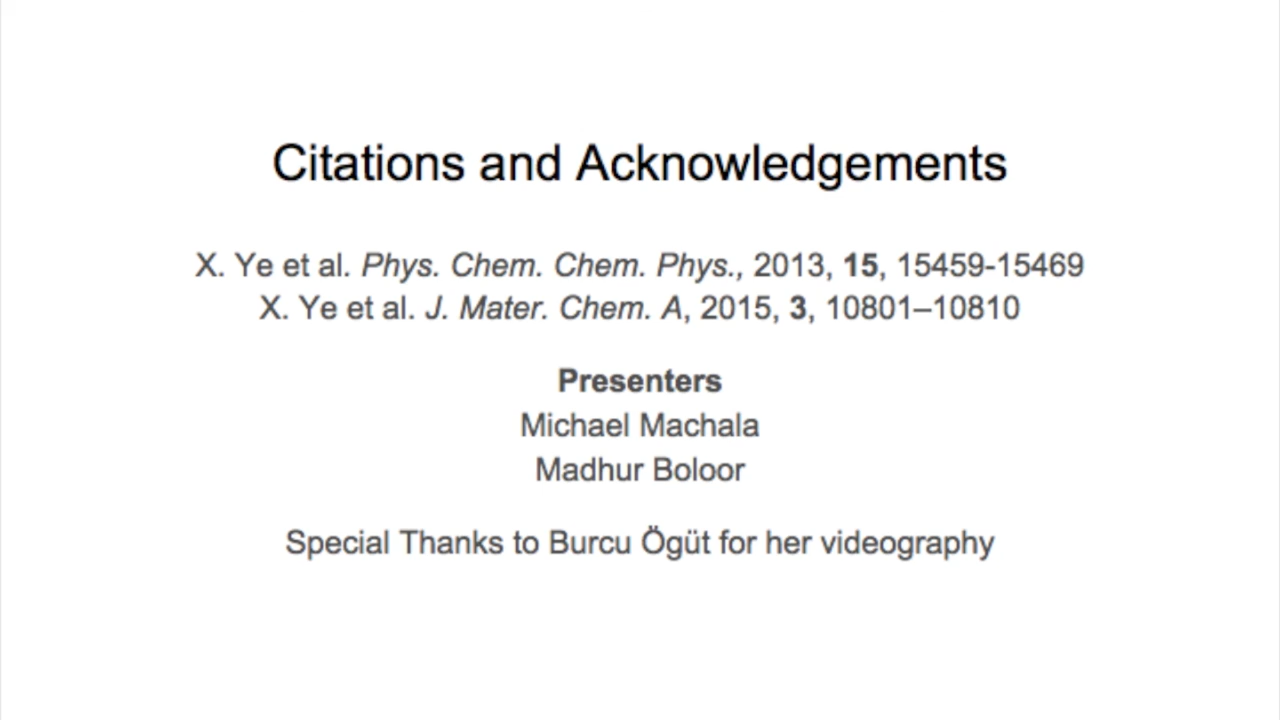 Citations and Acknowledgements
X. Ye et al. Phys. Chem. Chem. Phys., 2013, 15, 15459-15469
X. Ye et al. J. Mater. Chem. A, 2015, 3, 10801–10810
Presenters
Michael Machala
Madhur Boloor
Special Thanks to Burcu Ögüt for her videography